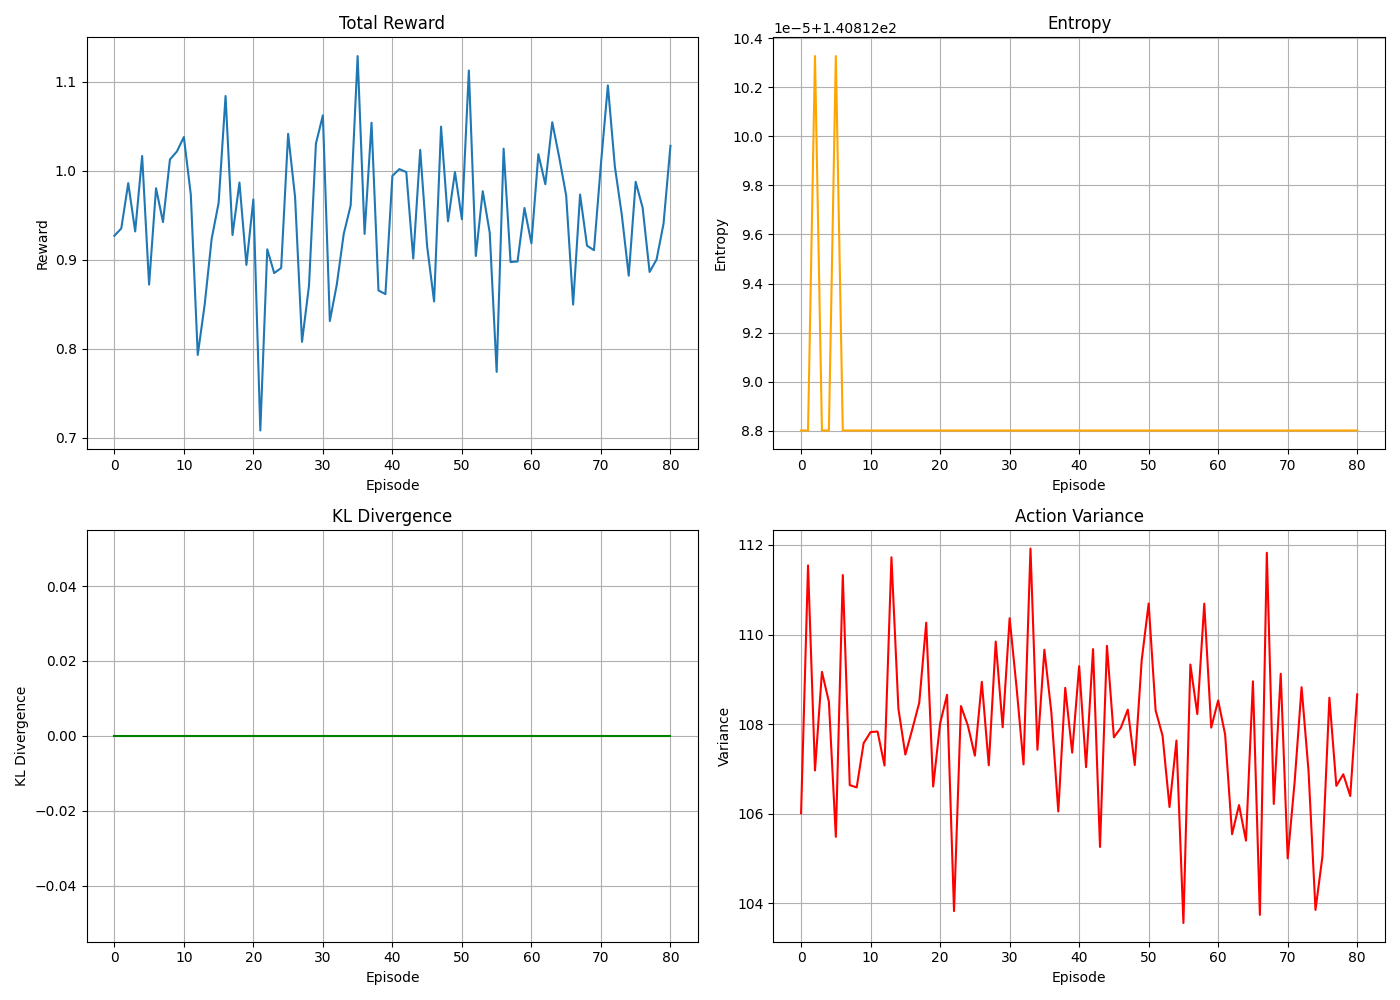 Total Reward
Reward
1.1
1.0
0.9
0.8
0.7
0 10 20 30 40 50 60 70 80
Episode
Entropy
1e−5+1.40812e2
Entropy
10.4
10.2
10.0
9.8
9.6
9.4
9.2
9.0
8.8
0 10 20 30 40 50 60 70 80
Episode
KL Divergence
KL Divergence
0.04
0.02
0.00
−0.02
−0.04
0 10 20 30 40 50 60 70 80
Episode
Action Variance
Variance
112
110
108
106
104
0 10 20 30 40 50 60 70 80
Episode